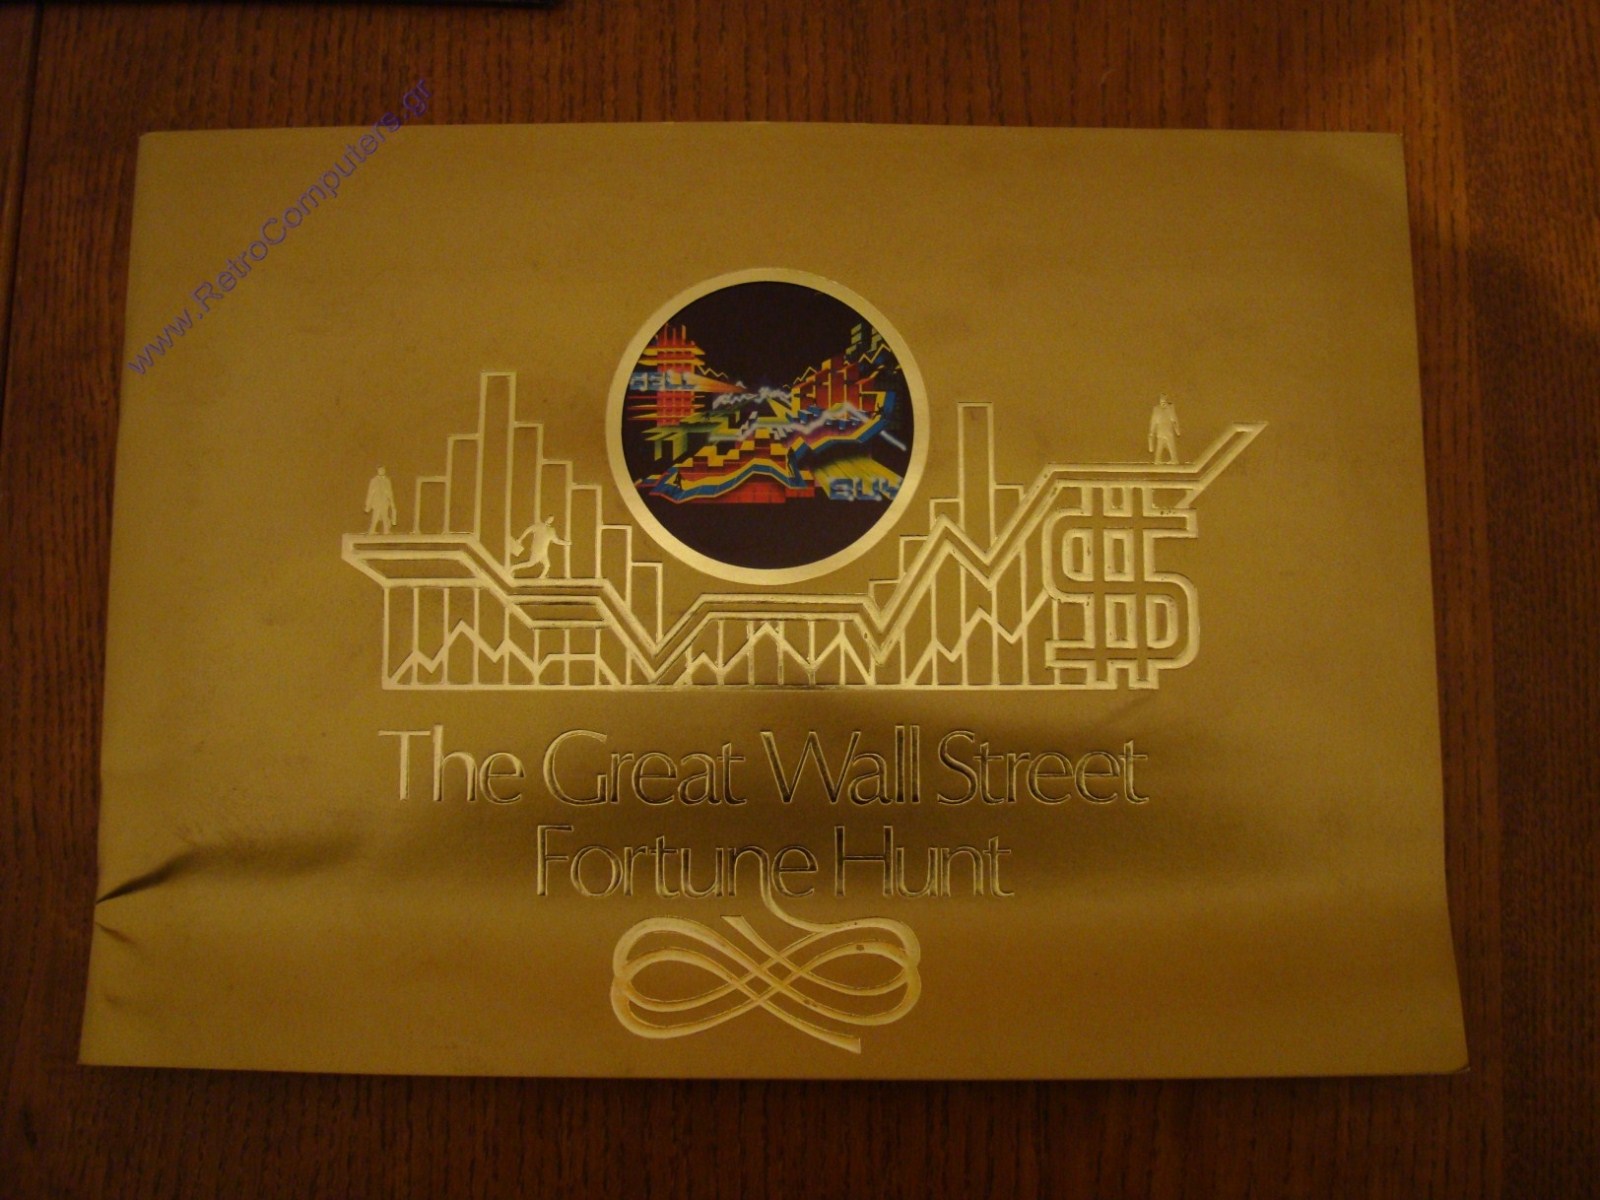 www.RetroComputers.gr
SELL
BUY
$
The Great Wall Street
Fortune Hunt